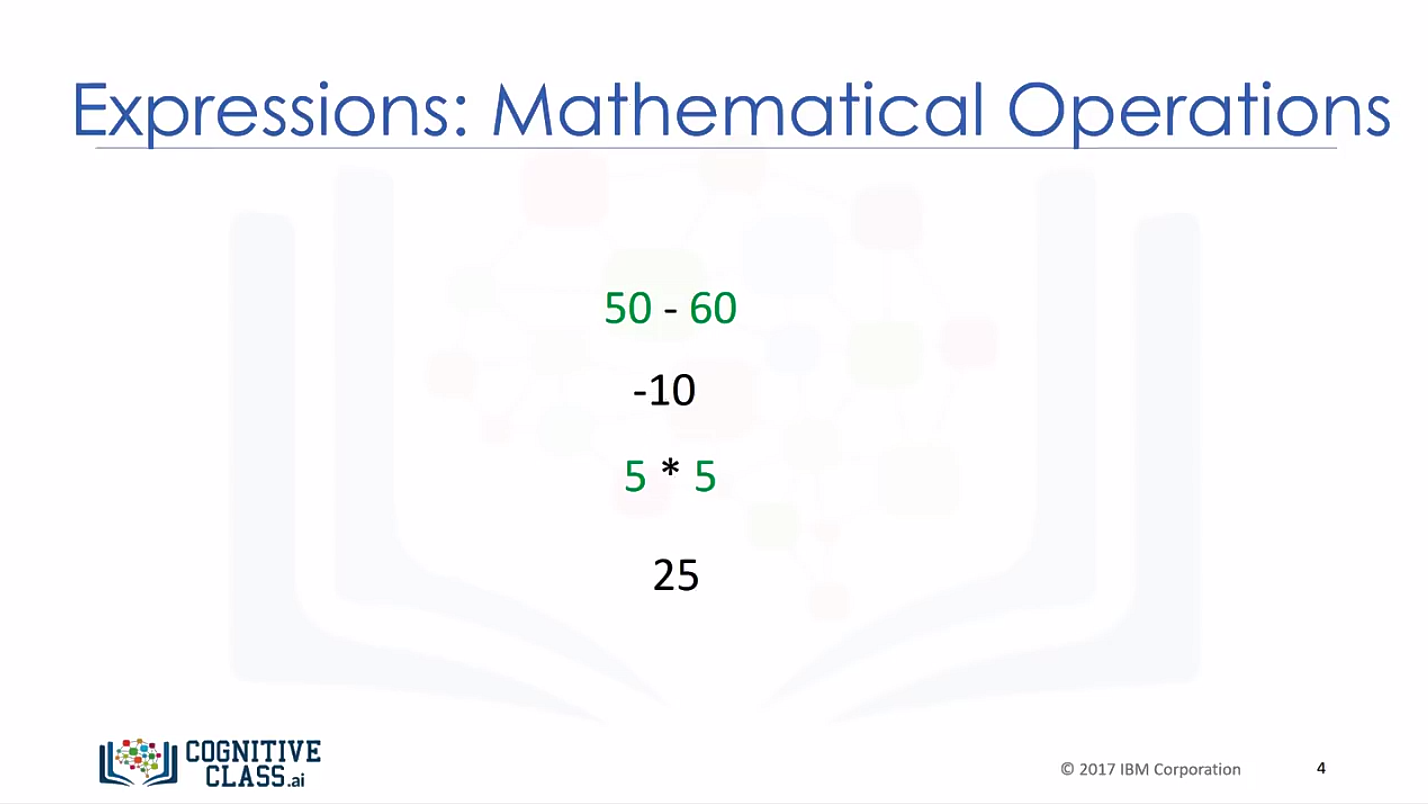 Expressions: Mathematical Operations
50 - 60
-10
5 * 5
25
COGNITIVE
CLASS.ai
© 2017 IBM Corporation
4